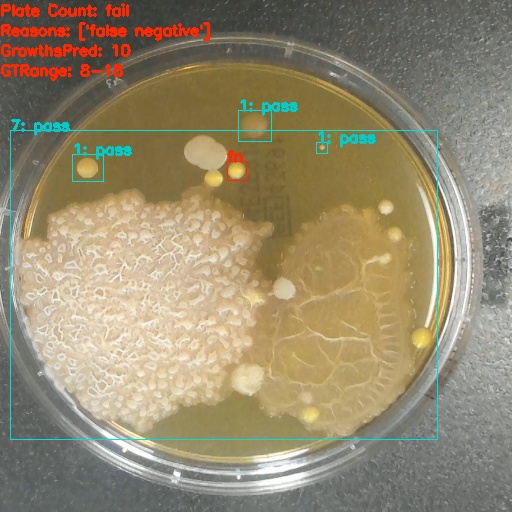 Plate Count: fail
Reasons: ['false negative']
GrowthsPred: 10
GTRange: 8-16
1: pass
7: pass
1: pass
1: pass
fn